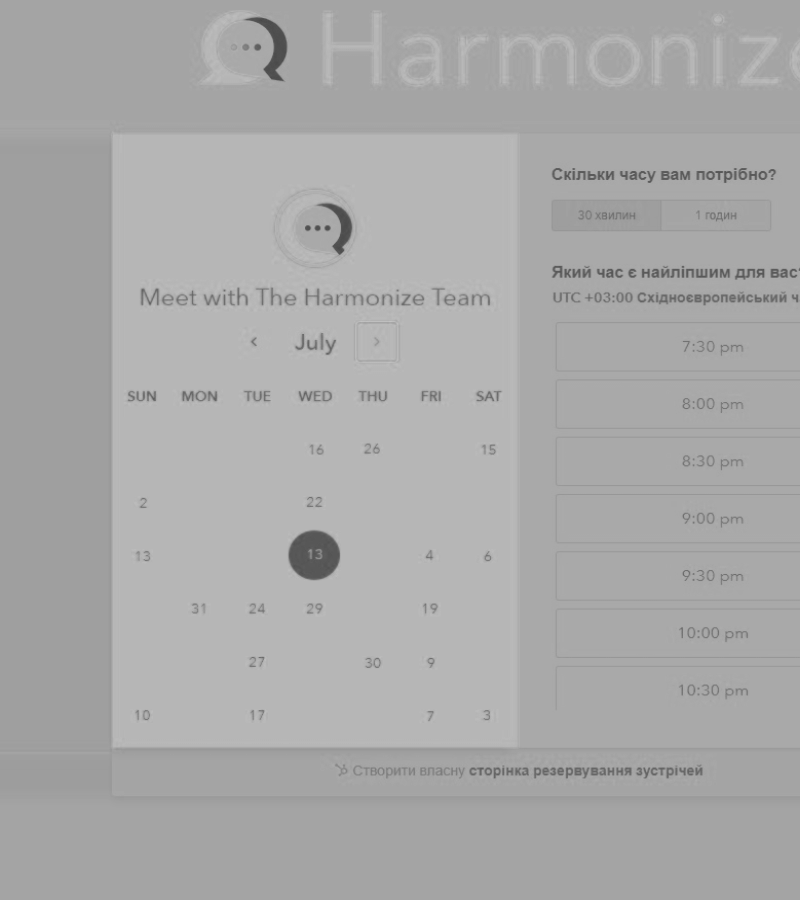 Harmonize
Meet with The Harmonize Team
July
SUN MON TUE WED THU FRI SAT
16 26 15
2 22
13 13 4 6
31 24 29 19
27 30 9
10 17 7 3
Скільки часу вам потрібно?
30 хвилин 1 годин
Який час є найліпшим для вас
UTC +03:00 Східноєвропейський
7:30 pm
8:00 pm
8:30 pm
9:00 pm
9:30 pm
10:00 pm
10:30 pm
Створити власну сторінка резервування зустрічей